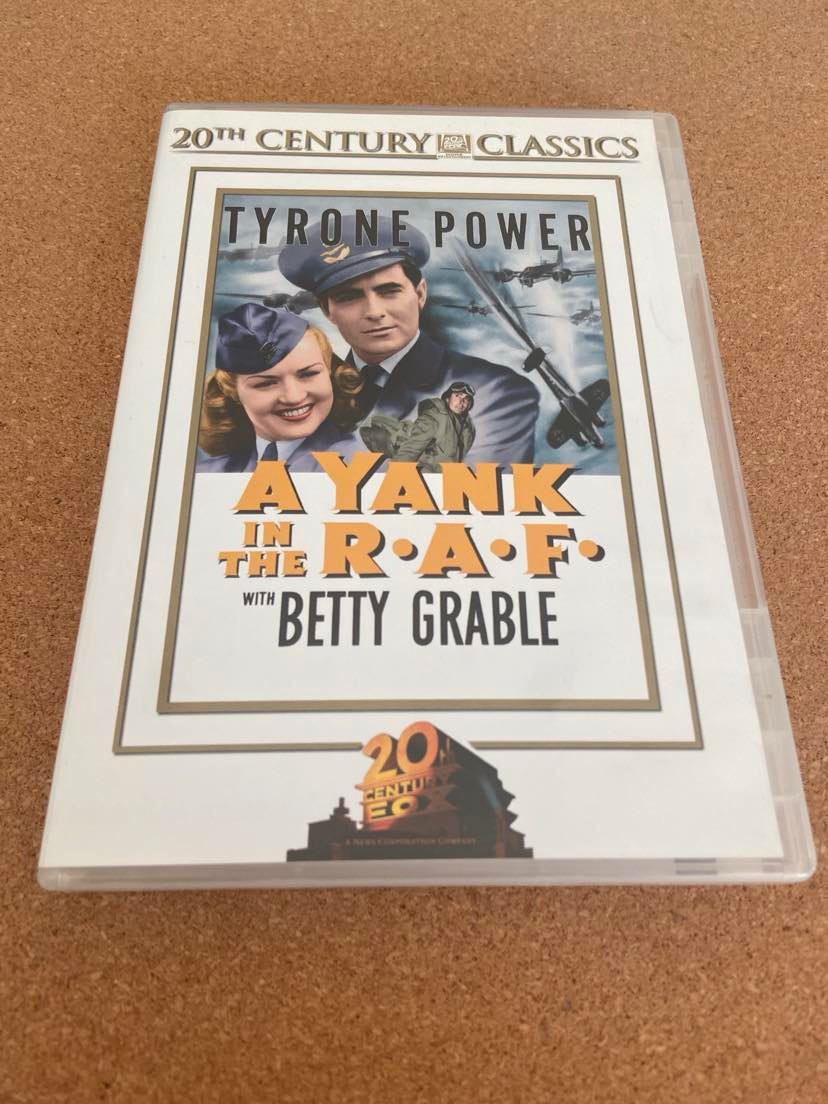 20TH CENTURY CLASSICS
TYRONE POWER
A YANK
IN THE R•A•F•
WITH BETTY GRABLE
20TH
CENTURY
FOX
A NEWS CORPORATION COMPANY